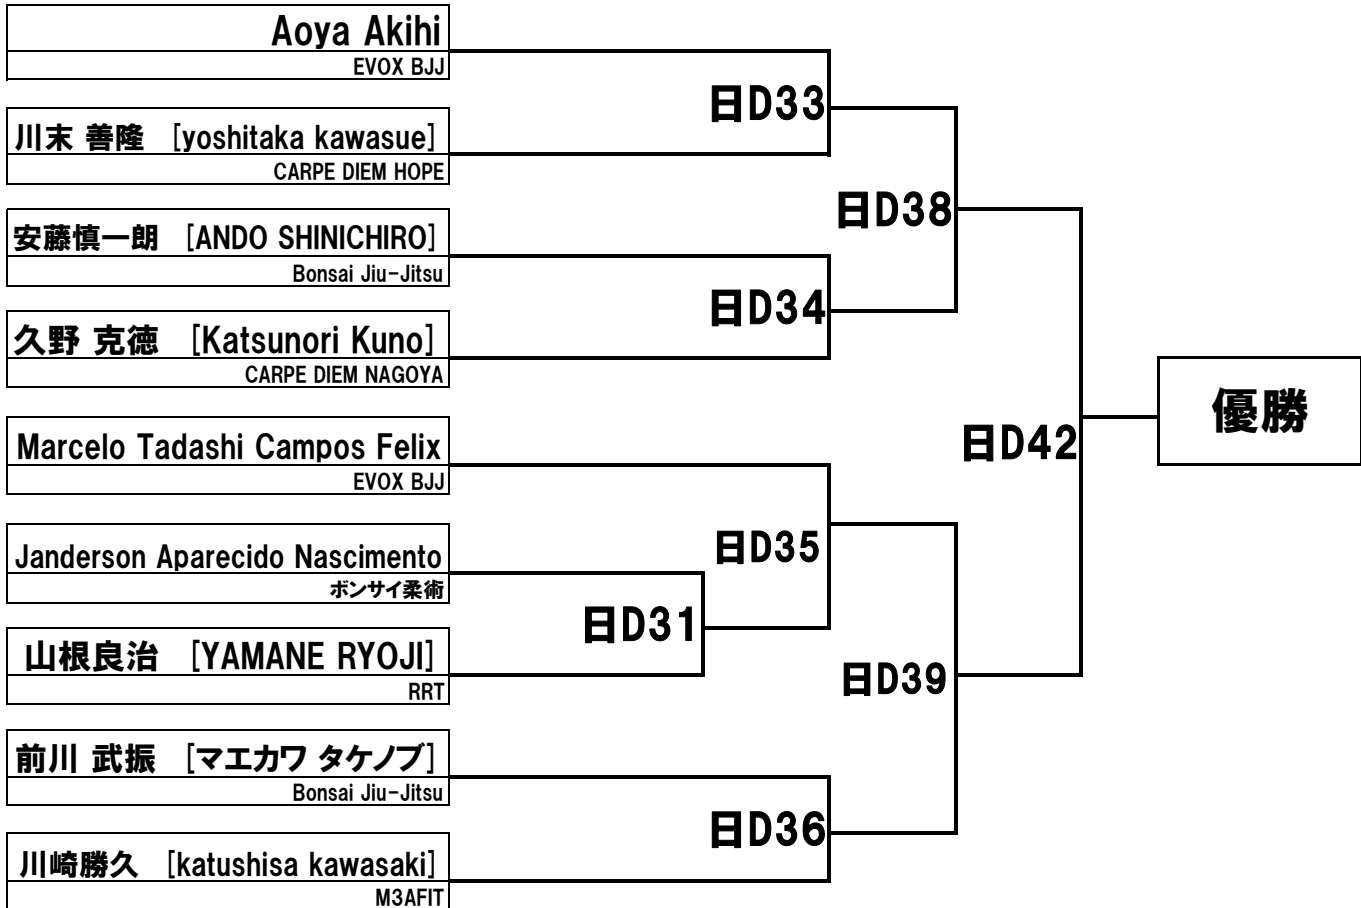 Aoya Akihi
EVOX BJJ
川末 善隆　[yoshitaka kawasue]
CARPE DIEM HOPE
安藤慎一朗　[ANDO SHINICHIRO]
Bonsai Jiu-Jitsu
久野 克徳　[Katsunori Kuno]
CARPE DIEM NAGOYA
Marcelo Tadashi Campos Felix
EVOX BJJ
Janderson Aparecido Nascimento
ボンサイ柔術
山根良治　[YAMANE RYOJI]
RRT
前川 武振　[マエカワ タケノブ]
Bonsai Jiu-Jitsu
川崎勝久　[katushisa kawasaki]
M3AFIT
日D31
日D33
日D34
日D35
日D36
日D38
日D39
日D42
優勝